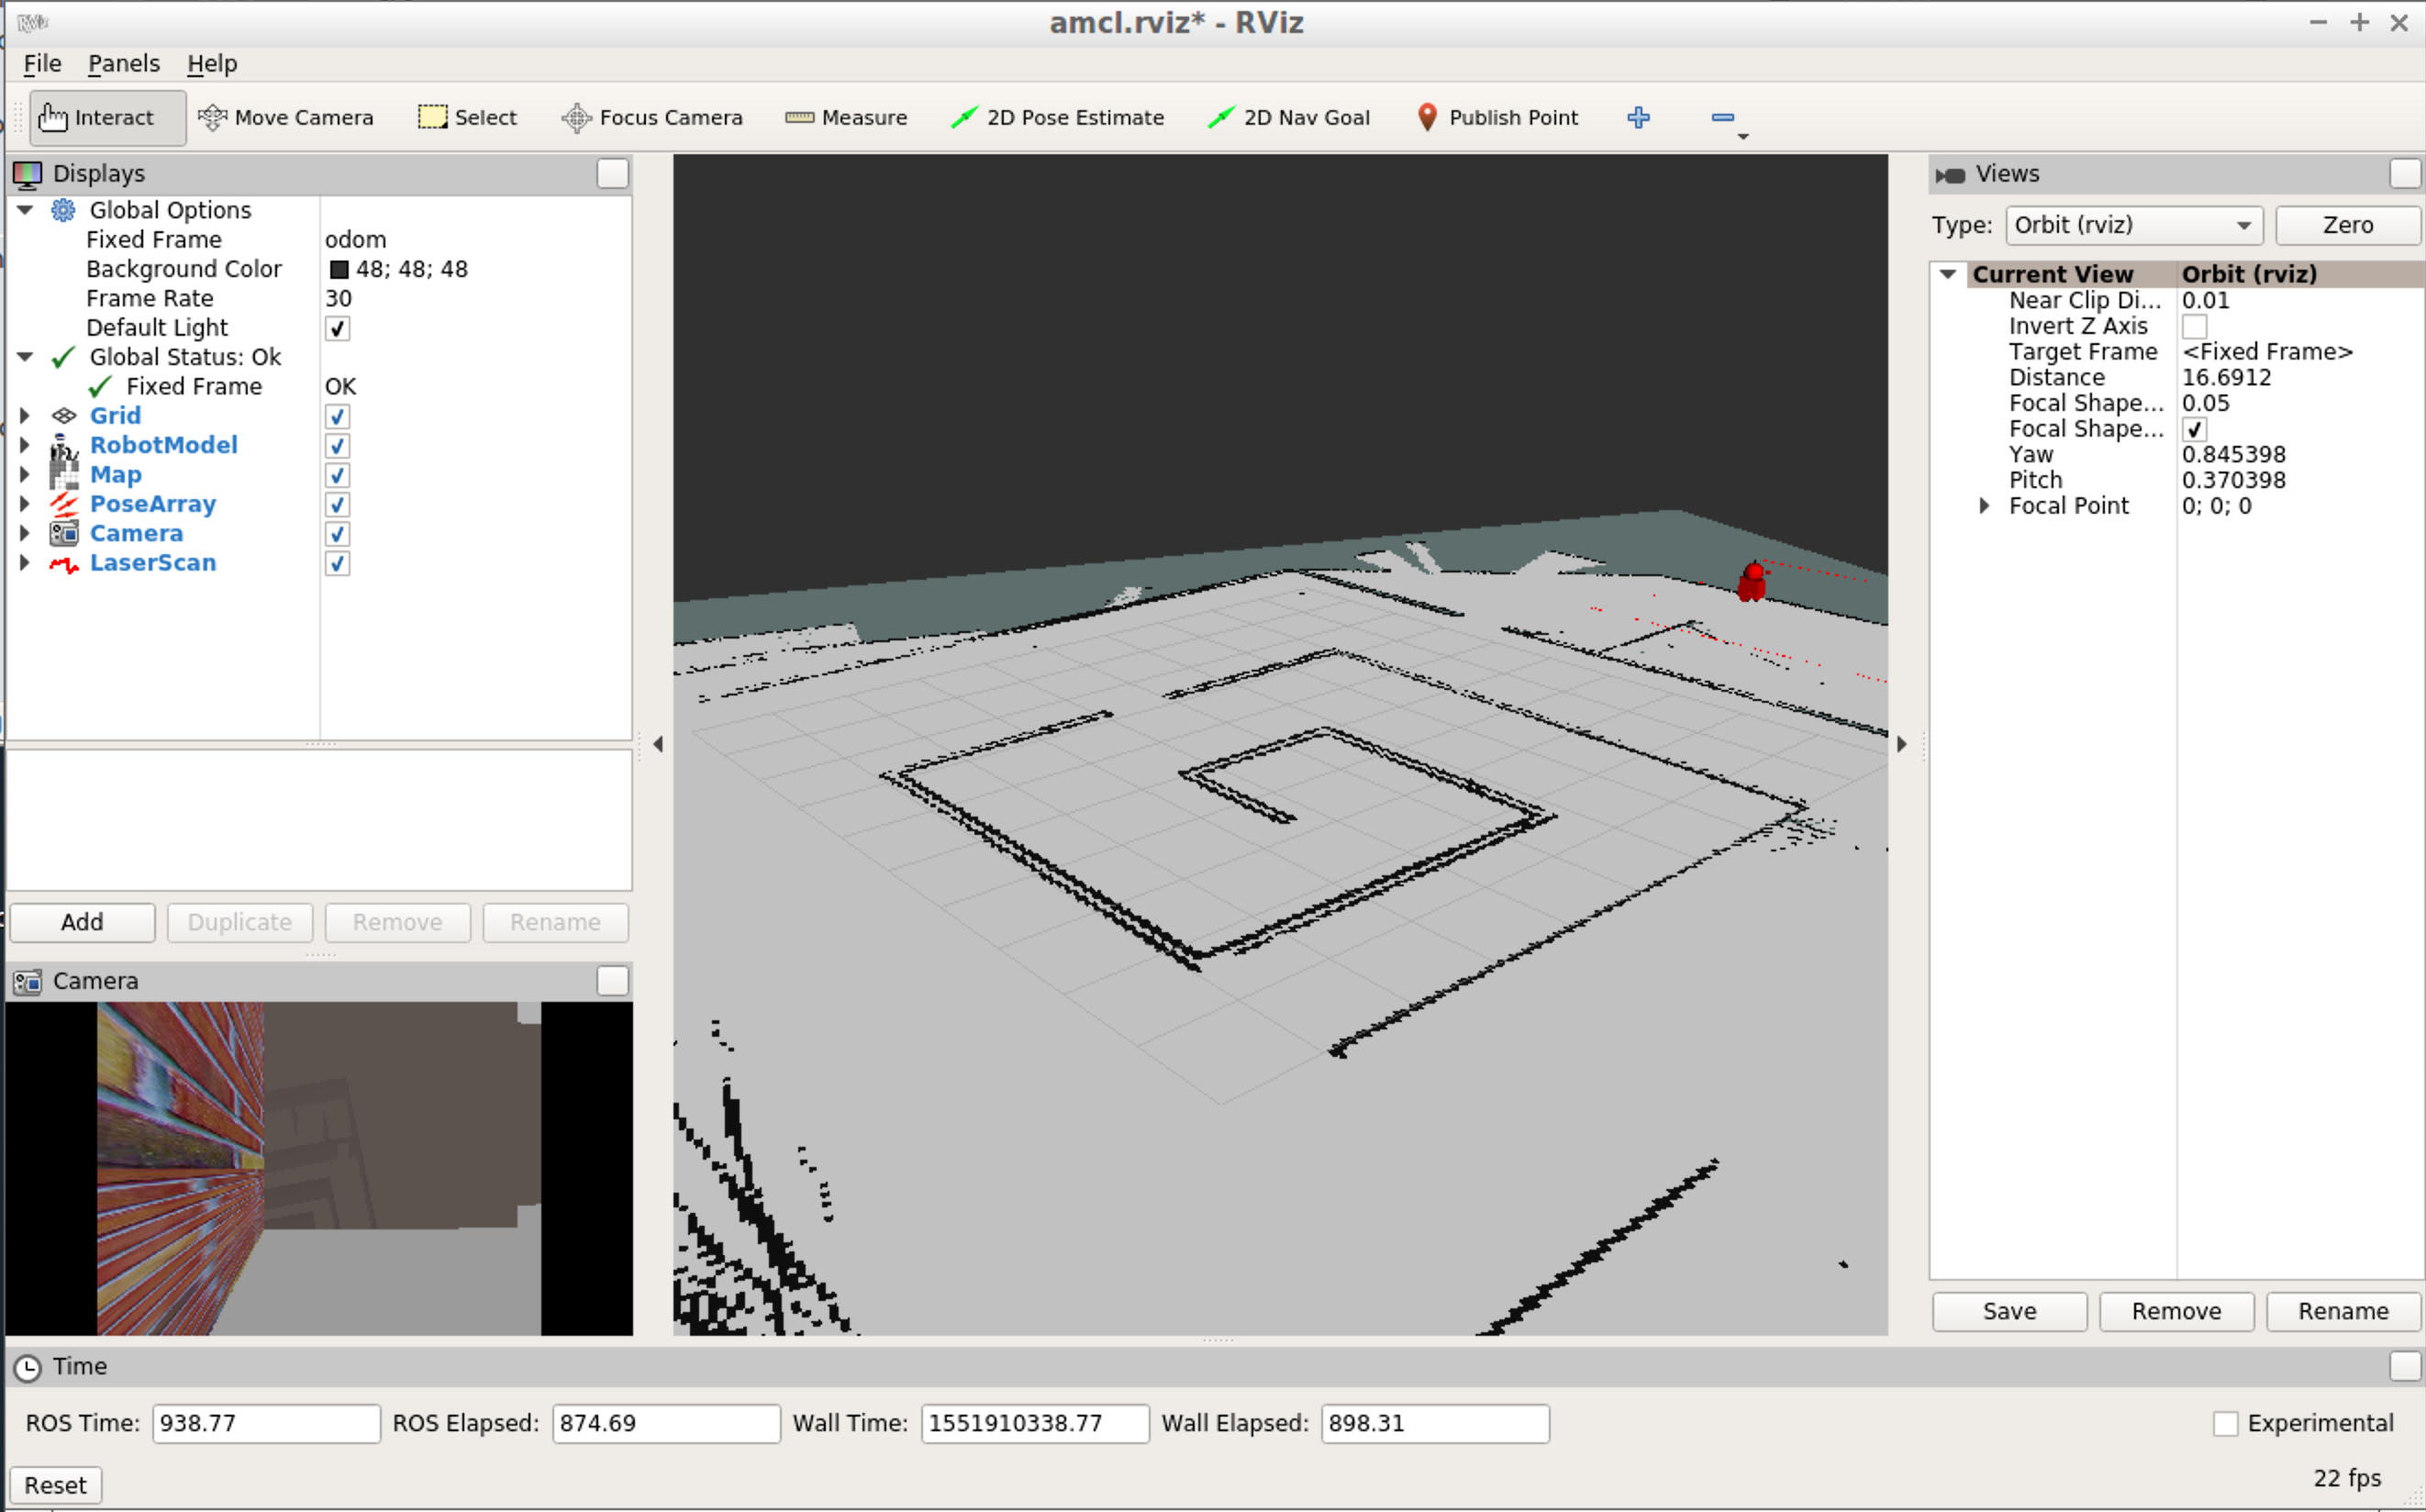 amcl.rviz* - RViz
File Panels Help
Interact Move Camera Select Focus Camera Measure 2D Pose Estimate 2D Nav Goal Publish Point
Displays
Global Options
Fixed Frame odom
Background Color 48; 48; 48
Frame Rate 30
Default Light
Global Status: Ok
Fixed Frame OK
Grid
RobotModel
Map
PoseArray
Camera
LaserScan
Add Duplicate Remove Rename
Camera
Views
Type: Orbit (rviz) Zero
Current View Orbit (rviz)
Near Clip Di... 0.01
Invert Z Axis
Target Frame <Fixed Frame>
Distance 16.6912
Focal Shape... 0.05
Focal Shape...
Yaw 0.845398
Pitch 0.370398
Focal Point 0; 0; 0
Save Remove Rename
Time
ROS Time: 938.77 ROS Elapsed: 874.69 Wall Time: 1551910338.77 Wall Elapsed: 898.31 Experimental
Reset 22 fps